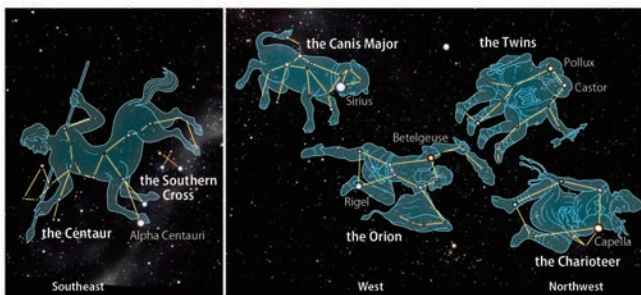 the Canis Major
Sirius
the Twins
Pollux
Castor
Betelgeuse
the Southern
Cross
the Centaur
Alpha Centauri
Rigel
the Orion
Capella
the Charioteer
Southeast
West
Northwest